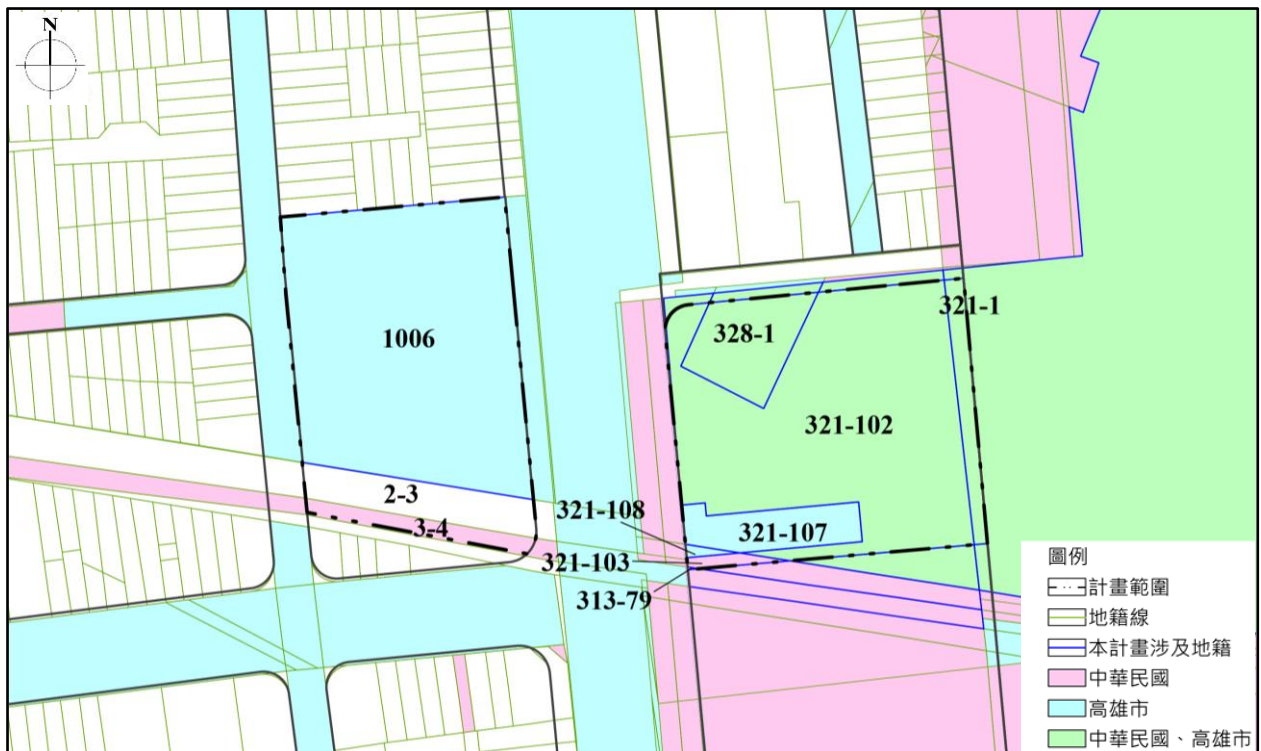 N
1006
328-1
321-1
321-102
2-3
3-4
321-108
321-107
321-103
313-79
圖例
計畫範圍
地籍線
本計畫涉及地籍
中華民國
高雄市
中華民國、高雄市